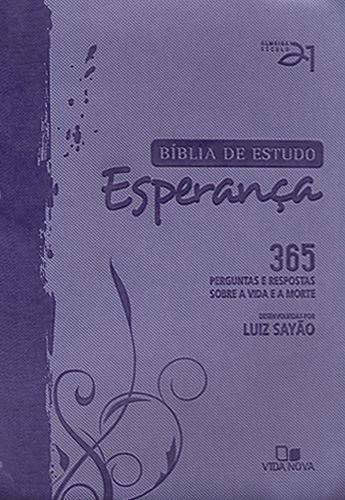 ALMEIDA
SÉCULO 21
BÍBLIA DE ESTUDO
Esperança
365
PERGUNTAS E RESPOSTAS
SOBRE A VIDA E A MORTE
DESENVOLVIDAS POR
LUIZ SAYÃO
VIDA NOVA